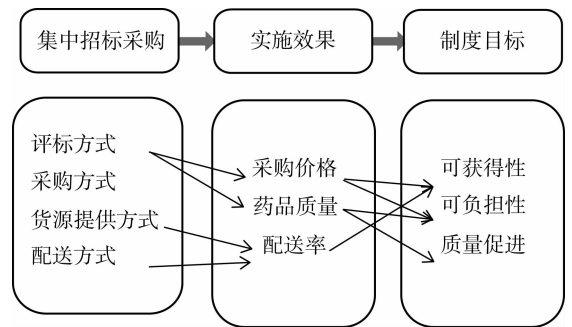 集中招标采购
实施效果
制度目标
评标方式
采购方式
货源提供方式
配送方式
采购价格
药品质量
配送率
可获得性
可负担性
质量促进